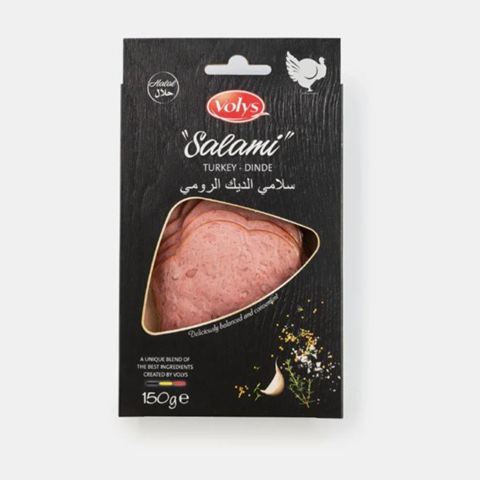 Halal
حلال
Volys
"Salami"
TURKEY - DINDE
سلامي الديك الرومي
Deliciously balanced and convenient
A UNIQUE BLEND OF
THE BEST INGREDIENTS
CREATED BY VOLYS
150g e